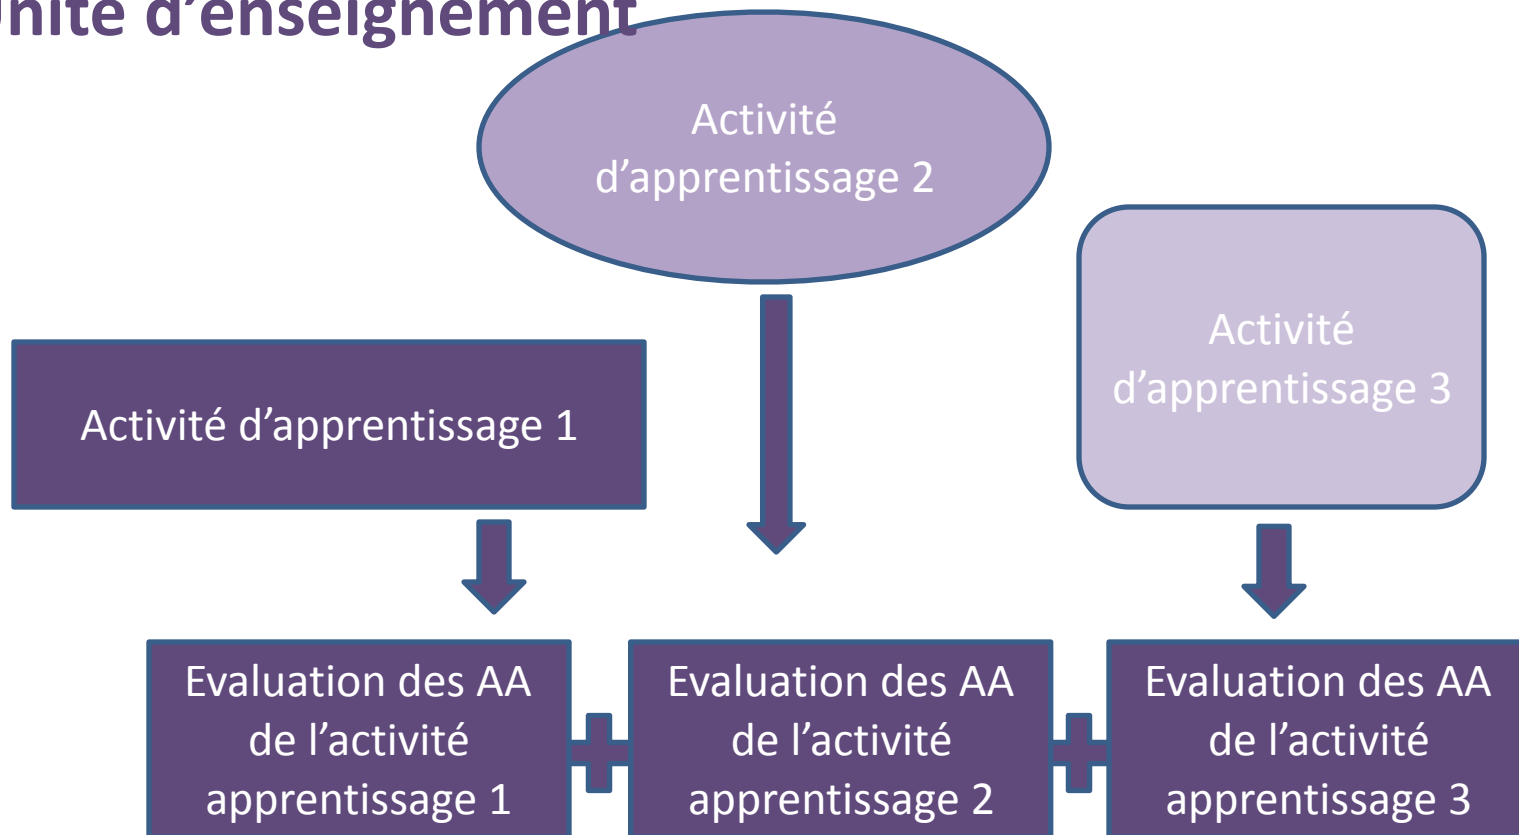 nité d’enseignement
Activité
d’apprentissage 2
Activité
d’apprentissage 3
Activité d’apprentissage 1
Evaluation des AA
de l’activité
apprentissage 1
Evaluation des AA
de l’activité
apprentissage 2
Evaluation des AA
de l’activité
apprentissage 3